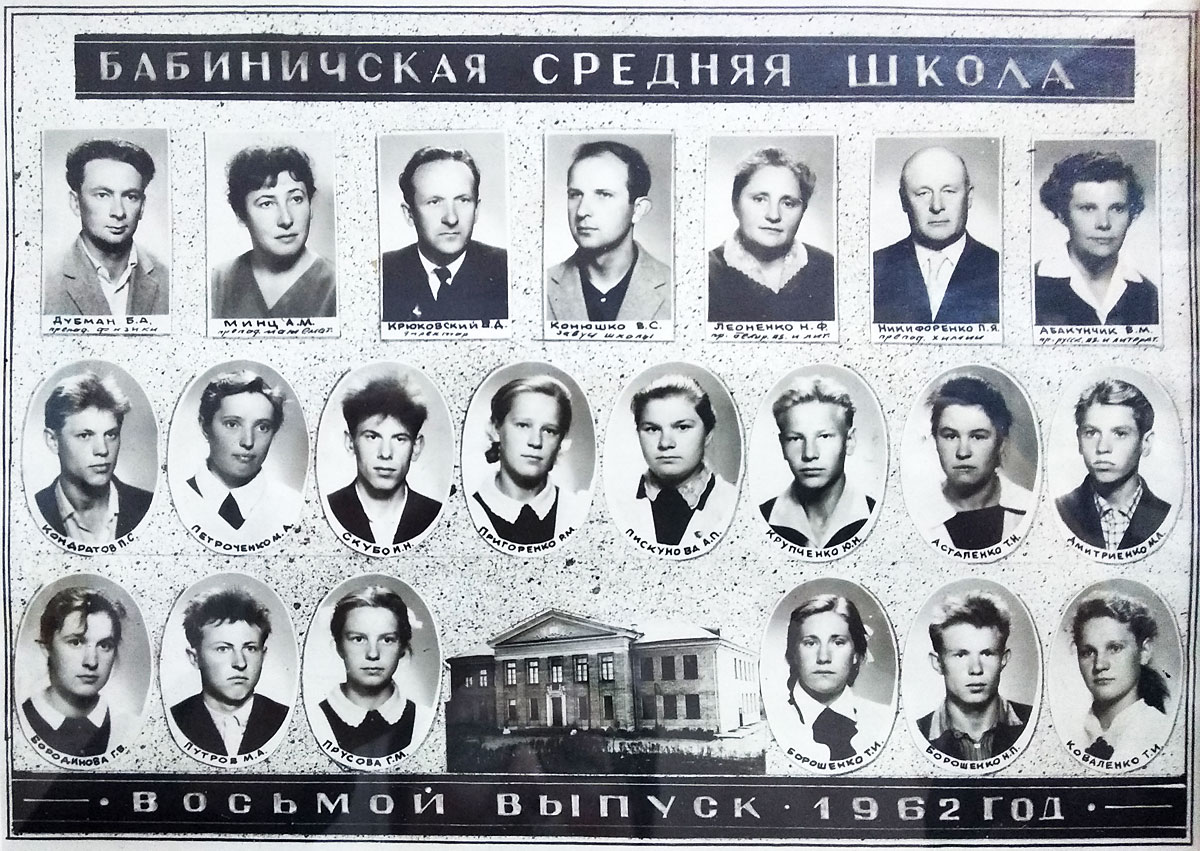 БАБИНИЧСКАЯ СРЕДНЯЯ ШКОЛА
ДУБМАН Б.А.
препод. физики
МИНЦ А.М.
препод. математ.
КРЮКОВСКИЙ В.Д.
директор
КОНЮШКО В.С.
завуч школы
ЛЕОНЕНКО Н.Ф.
пр. белор. яз. и лит.
НИКИФОРЕНКО П.Я.
препод. химии
АБАКУНЧИК В.М.
пр. русск. яз. и литерат.
КОНДРАТОВ П.С.
ПЕТРОЧЕНКО М.А.
СКУБО И.Н.
ПРИГОРЕНКО Р.М.
ПИСКУНОВА А.П.
КРУПЧЕНКО Ю.Н.
АСТАПЕНКО Т.Н.
ДМИТРИЕНКО М.Л.
БОРОДИНОВА Г.В.
ПУТРОВ М.А.
ПРУСОВА Г.М.
БОРОШЕНКО Т.И.
БОРОШЕНКО Н.П.
КОВАЛЕНКО Т.И.
ВОСЬМОЙ ВЫПУСК · 1962 ГОД